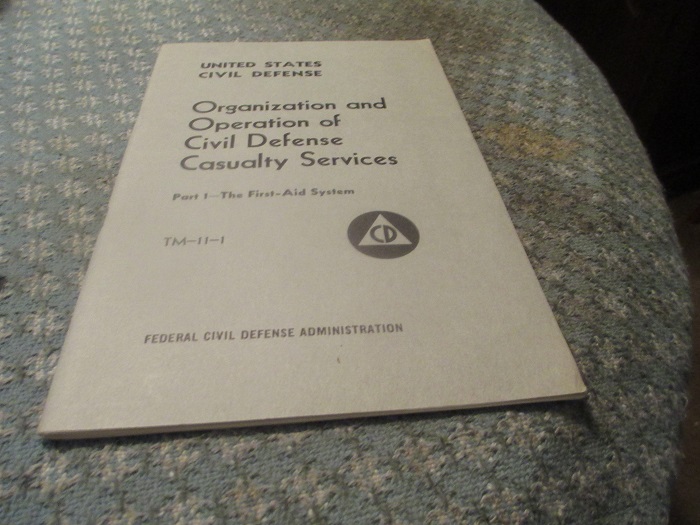 UNITED STATES
CIVIL DEFENSE
Organization and
Operation of
Civil Defense
Casualty Services
Part I—The First-Aid System
TM—11—1
CD
FEDERAL CIVIL DEFENSE ADMINISTRATION